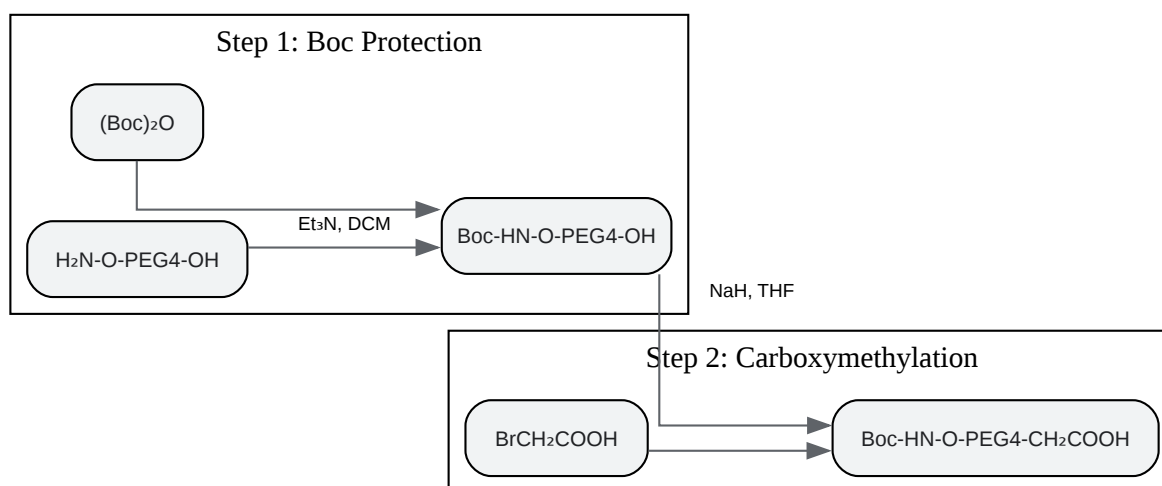 Step 1: Boc Protection
(Boc)₂O
Et₃N, DCM
H₂N-O-PEG4-OH
Boc-HN-O-PEG4-OH
NaH, THF
Step 2: Carboxymethylation
BrCH₂COOH
Boc-HN-O-PEG4-CH₂COOH